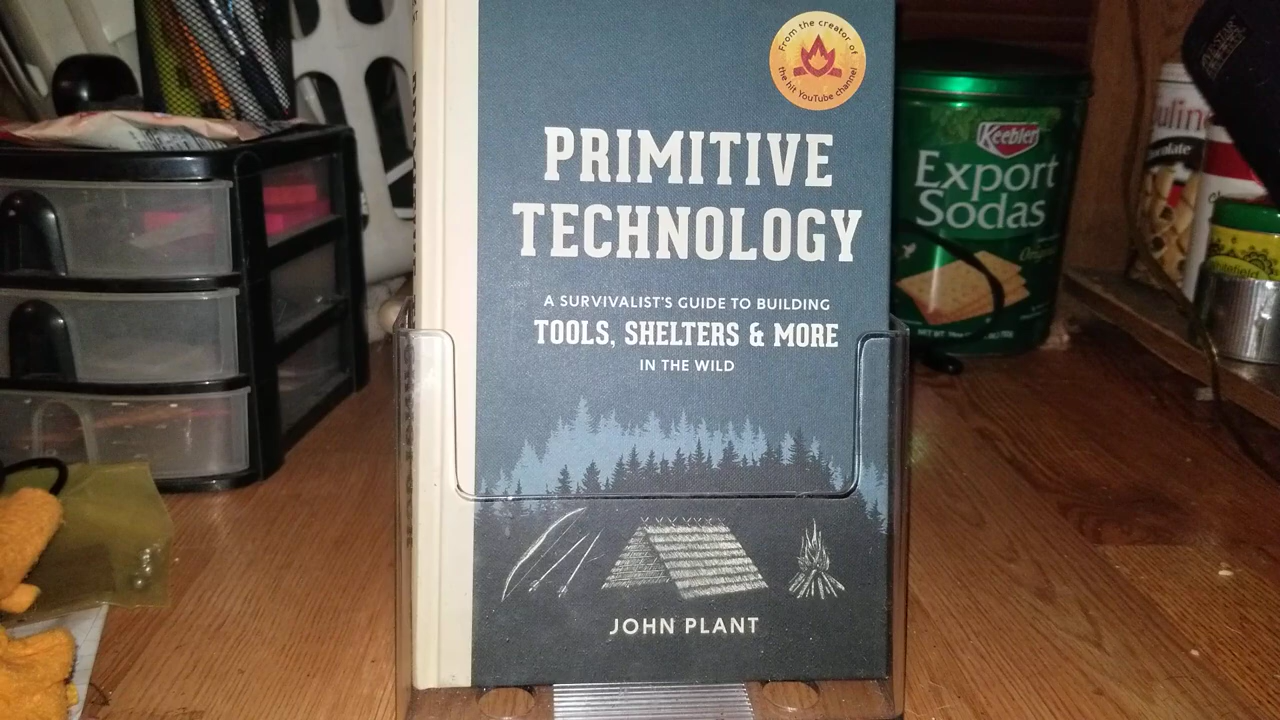 From the creator of
the hit YouTube channel
PRIMITIVE
TECHNOLOGY
A SURVIVALIST'S GUIDE TO BUILDING
TOOLS, SHELTERS & MORE
IN THE WILD
JOHN PLANT
Keebler
Export
Sodas